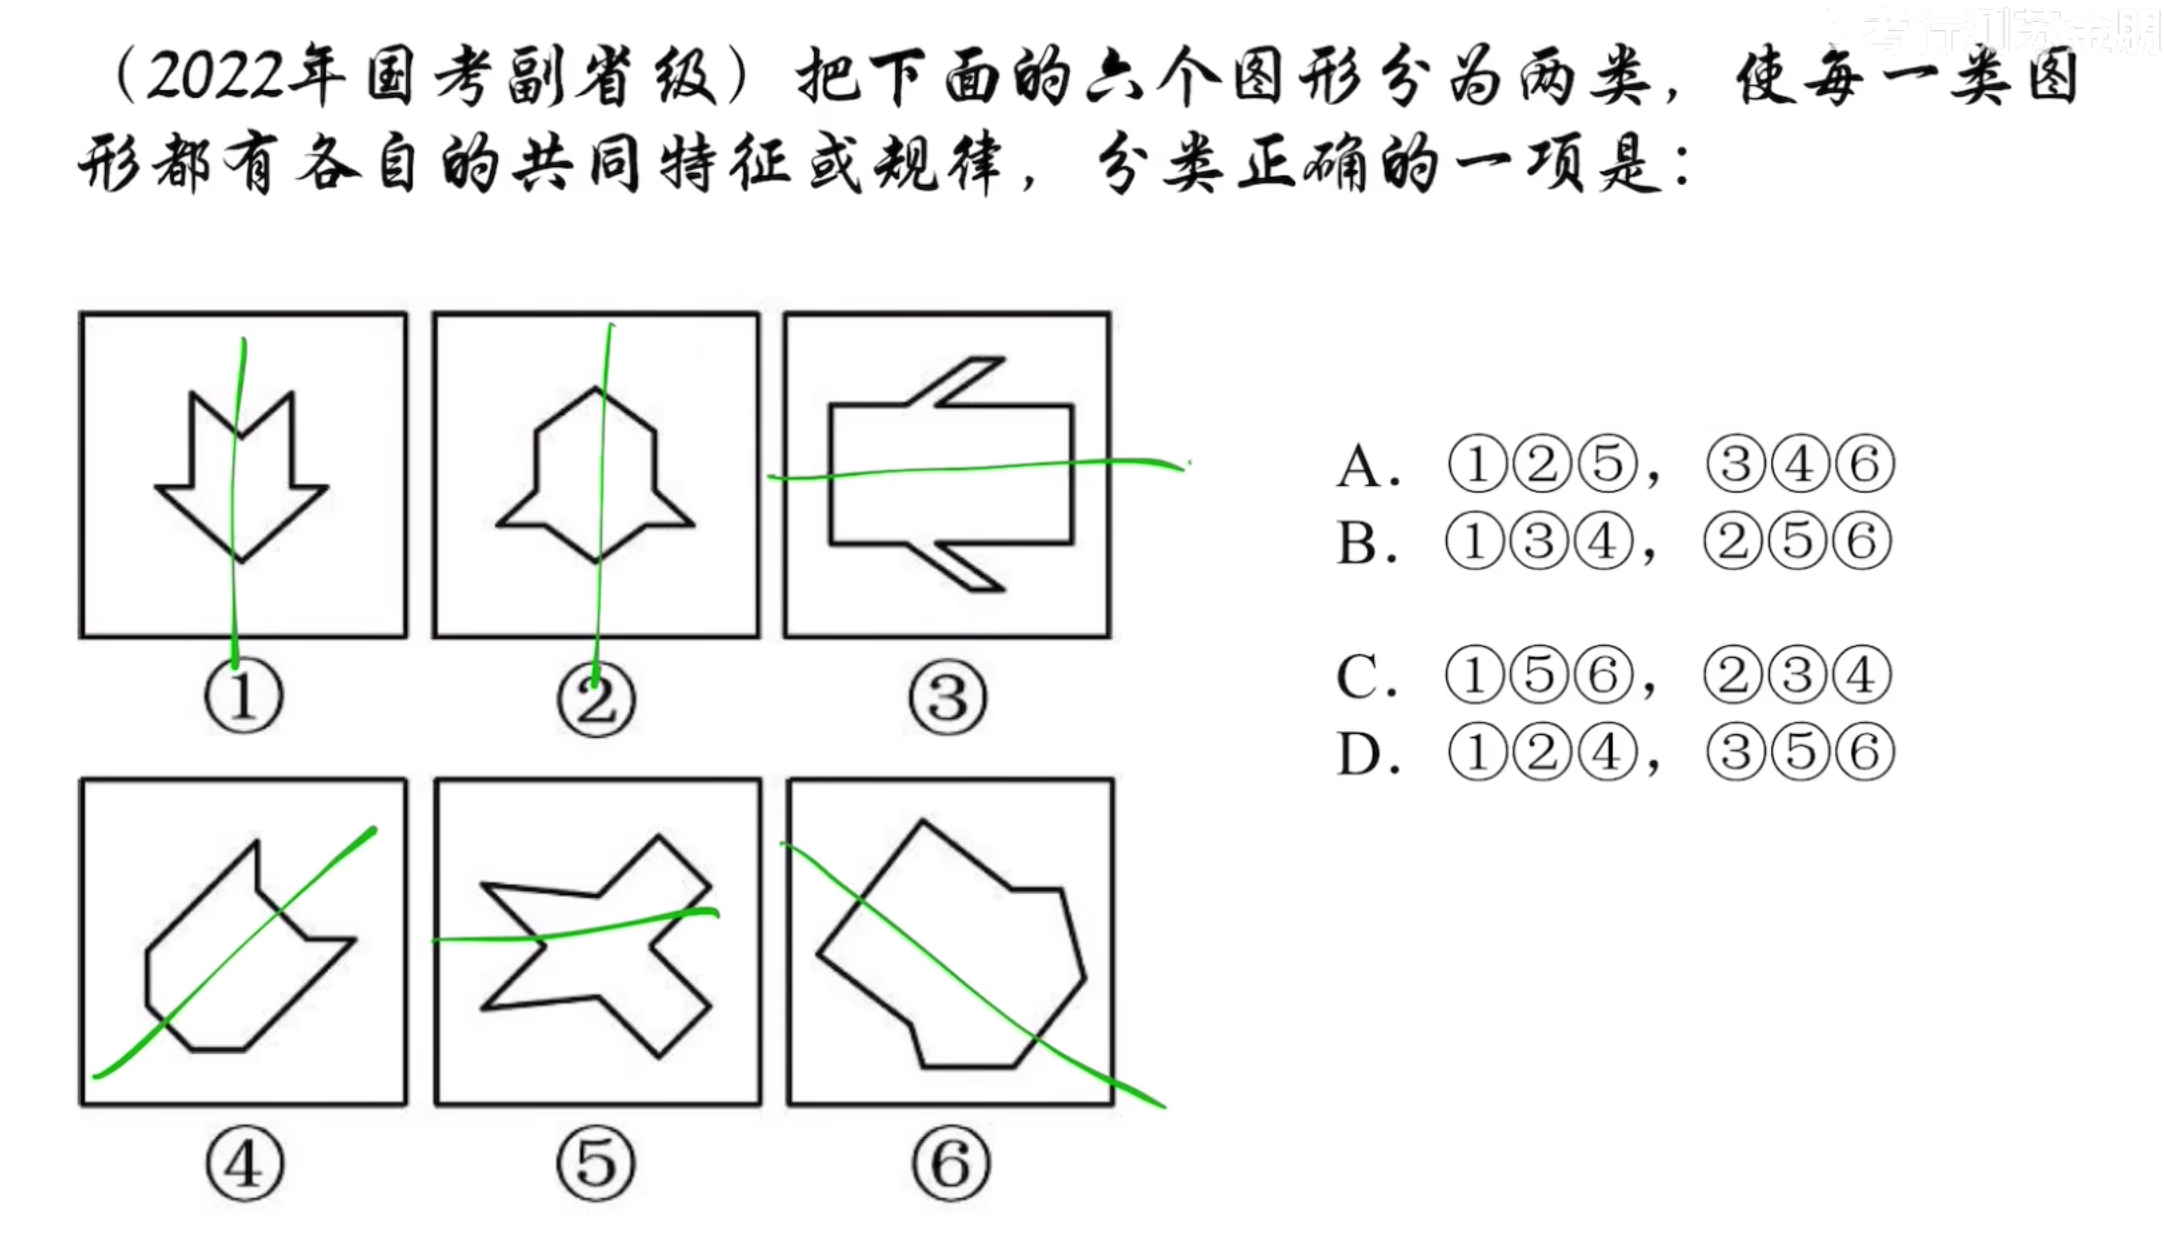 （2022年国考副省级）把下面的六个图形分为两类，使每一类图
形都有各自的共同特征或规律，分类正确的一项是：
A. ①②⑤，③④⑥
B. ①③④，②⑤⑥
C. ①⑤⑥，②③④
D. ①②④，③⑤⑥
① ② ③
④ ⑤ ⑥